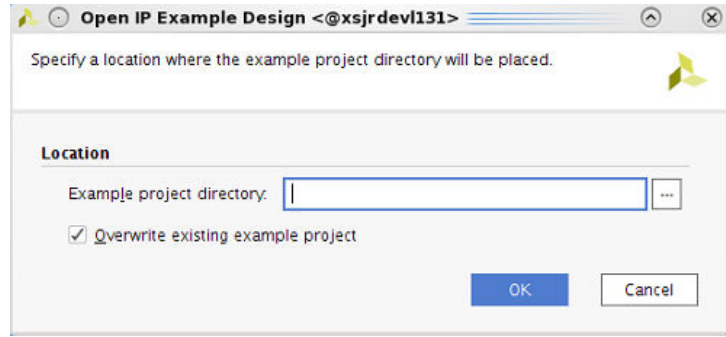 Open IP Example Design <@xsjrdevl131>
Specify a location where the example project directory will be placed.
Location
Example project directory:
...
Overwrite existing example project
OK
Cancel